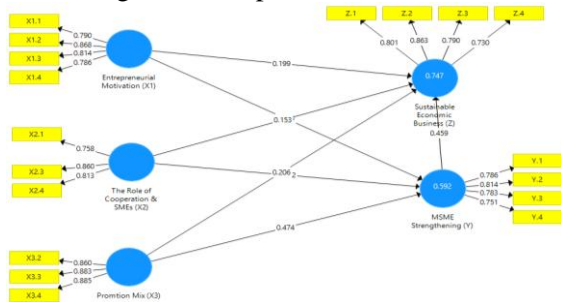 X1.1
X1.2
X1.3
X1.4
0.790
0.868
0.814
0.786
Entrepreneurial
Motivation (X1)
Z.1
Z.2
Z.3
Z.4
0.801
0.863
0.790
0.730
0.747
Sustainable
Economic
Business (Z)
0.199
0.153
0.459
X2.1
X2.3
X2.4
0.758
0.860
0.813
The Role of
Cooperation &
SMEs (X2)
0.206
2
0.592
MSME
Strengthening (Y)
0.786
0.814
0.783
0.751
Y.1
Y.2
Y.3
Y.4
0.474
X3.2
X3.3
X3.4
0.860
0.883
0.885
Promtion Mix (X3)